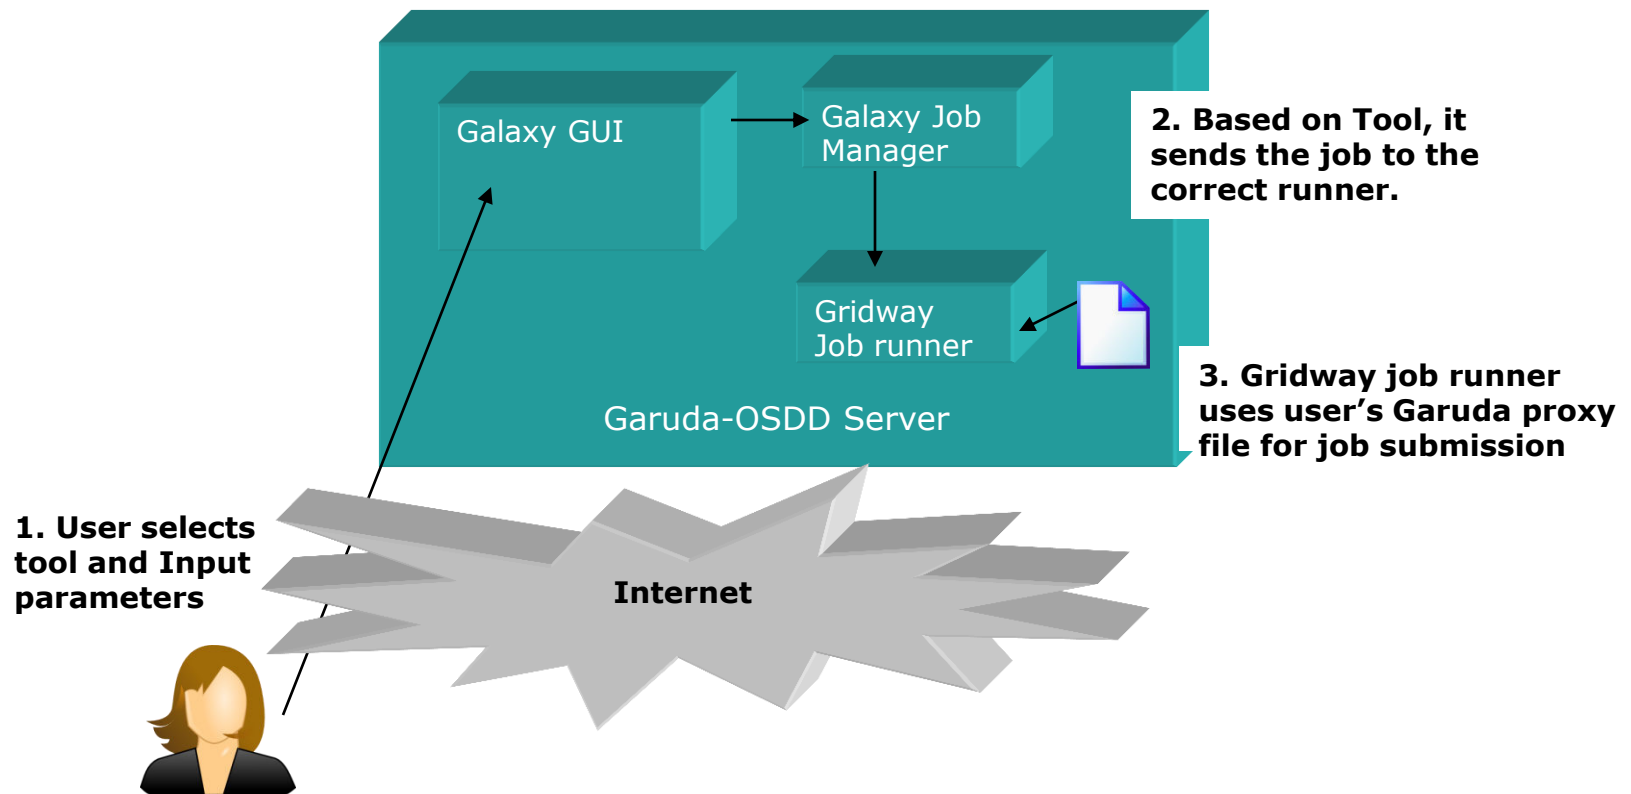 Galaxy GUI
Galaxy Job
Manager
2. Based on Tool, it
sends the job to the
correct runner.
Gridway
Job runner
3. Gridway job runner
uses user’s Garuda proxy
file for job submission
Garuda-OSDD Server
1. User selects
tool and Input
parameters
Internet